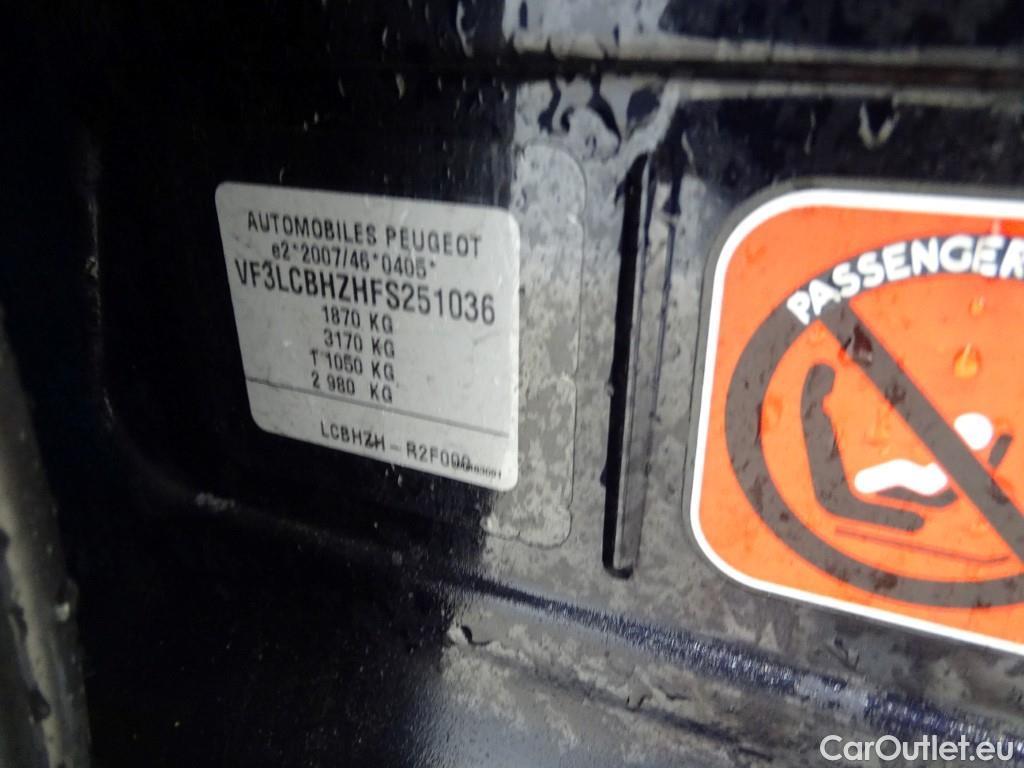 AUTOMOBILES PEUGEOT
e2*2007/46*0405*
VF3LCBHZHFS251036
1870 KG
3170 KG
1 1050 KG
2 980 KG
LCBHZH - R2F000
PASSENGER
CarOutlet.eu